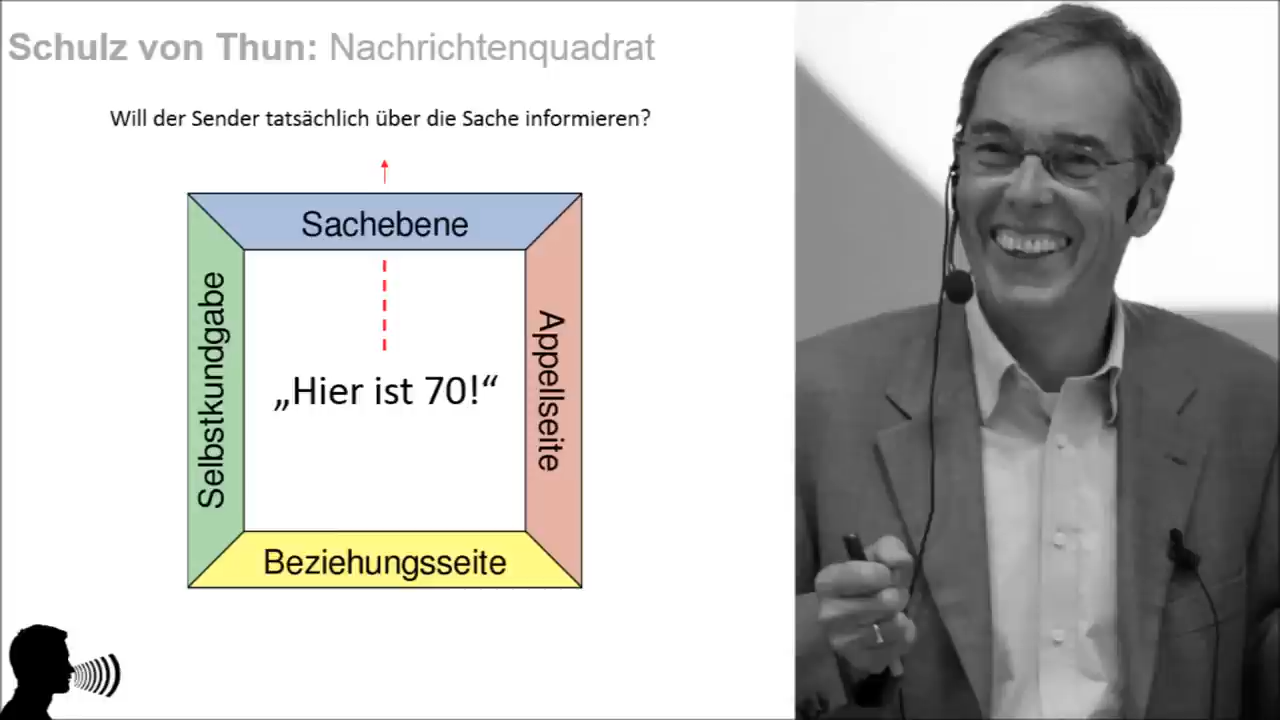 Schulz von Thun: Nachrichtenquadrat
Will der Sender tatsächlich über die Sache informieren?
Sachebene
Selbstkundgabe
Appellseite
„Hier ist 70!“
Beziehungsseite